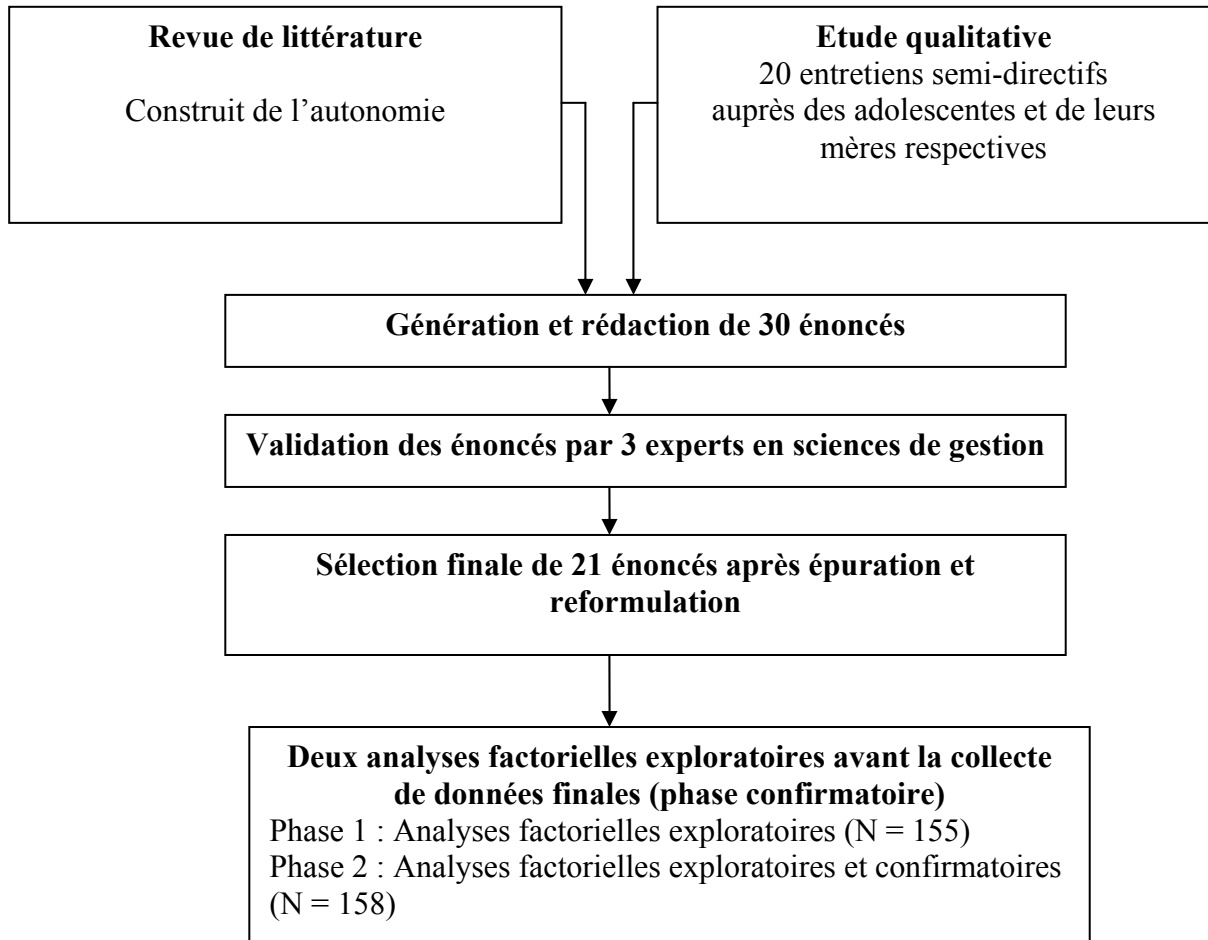 Revue de littérature
Construit de l'autonomie
Etude qualitative
20 entretiens semi-directifs
auprès des adolescentes et de leurs
mères respectives
Génération et rédaction de 30 énoncés
Validation des énoncés par 3 experts en sciences de gestion
Sélection finale de 21 énoncés après épuration et
reformulation
Deux analyses factorielles exploratoires avant la collecte
de données finales (phase confirmatoire)
Phase 1 : Analyses factorielles exploratoires (N = 155)
Phase 2 : Analyses factorielles exploratoires et confirmatoires
(N = 158)